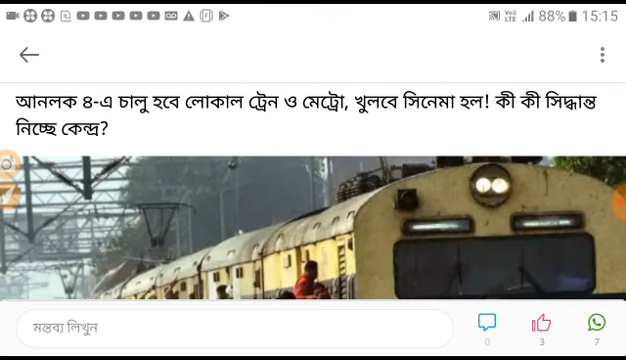 88% 15:15
আনলক ৪-এ চালু হবে লোকাল ট্রেন ও মেট্রো, খুলবে সিনেমা হল! কী কী সিদ্ধান্ত
নিচ্ছে কেন্দ্র?
মন্তব্য লিখুন
0 3 7